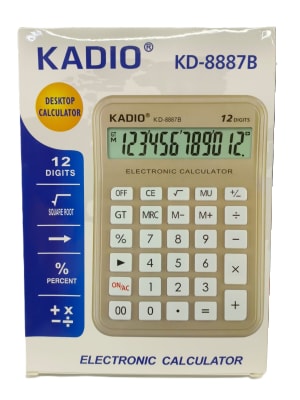 KADIO® KD-8887B
DESKTOP
CALCULATOR
12
DIGITS
√
SQUARE ROOT
→
%
PERCENT
+ ×
− ÷
KADIO® KD-8887B 12 DIGITS
123456789012.
ELECTRONIC CALCULATOR
OFF CE √ MU +/−
GT MRC M− M+ ÷
% 7 8 9 −
▶ 4 5 6 ×
ON/AC 1 2 3 +
00 0 • =
ELECTRONIC CALCULATOR